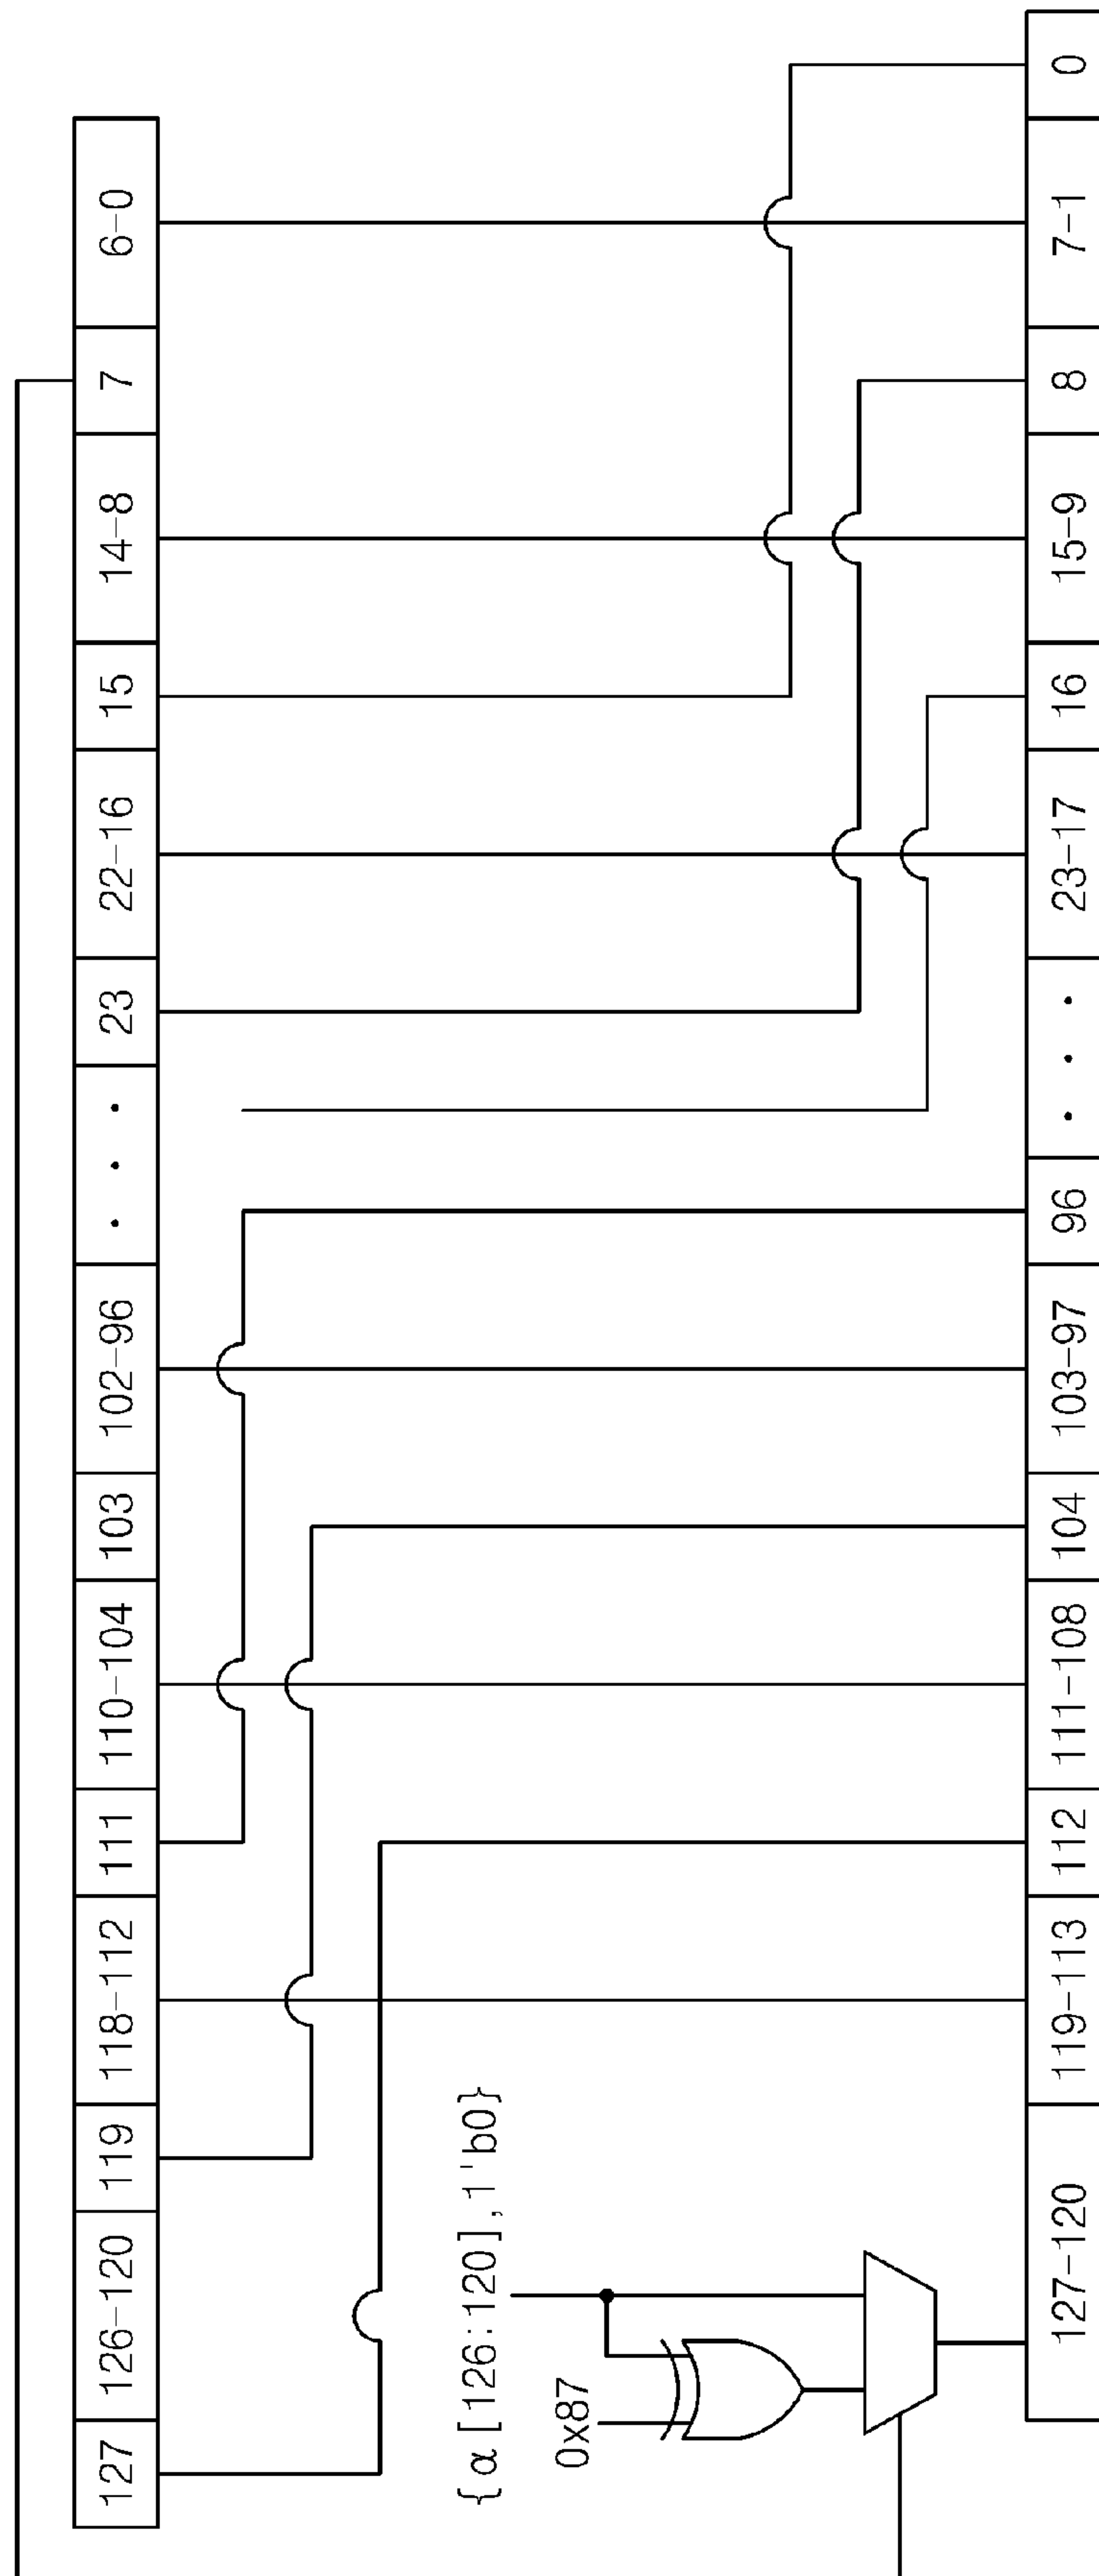 127 126-120 119 118-112 111 110-104 103 102-96 . . . 23 22-16 15 14-8 7 6-0
{α[126:120],1'b0}
0x87
127-120 119-113 112 111-108 104 103-97 96 . . . 23-17 16 15-9 8 7-1 0